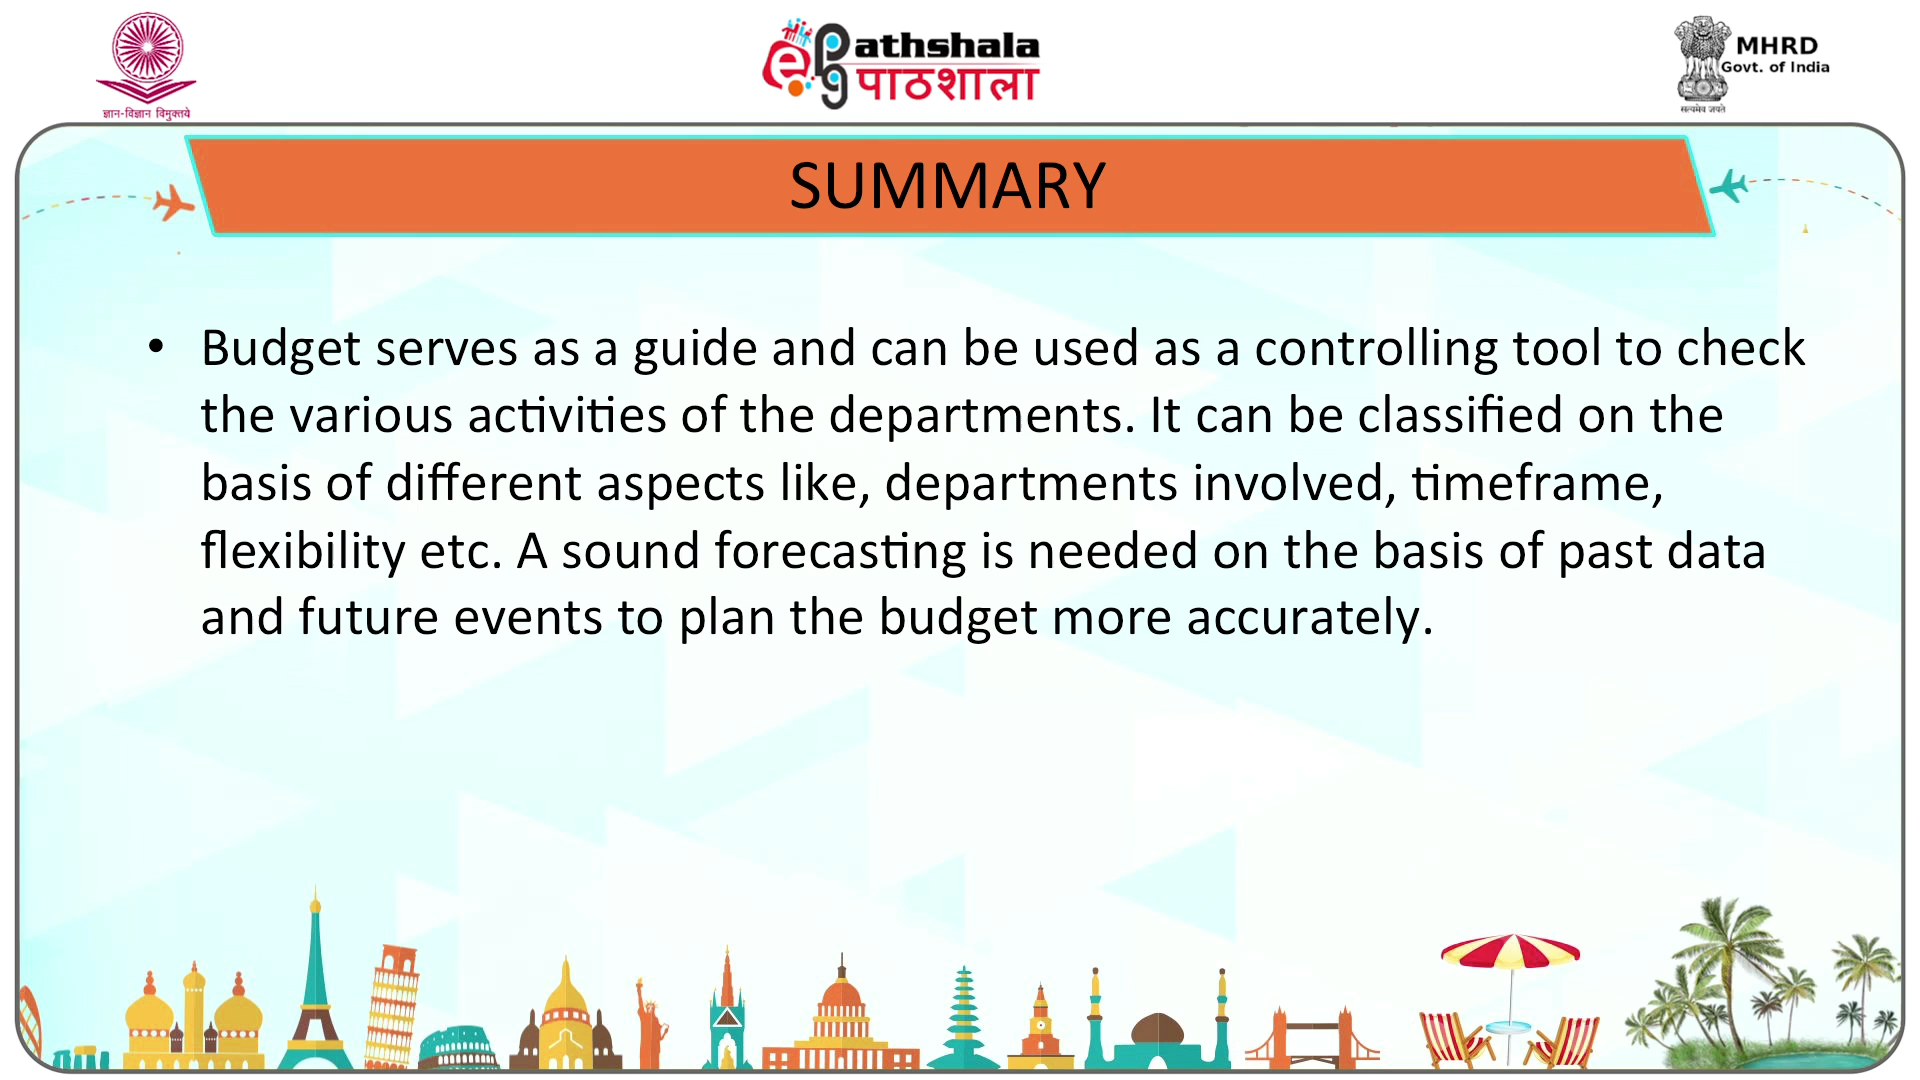 ज्ञान-विज्ञान विमुक्तये
ePG athshala
पाठशाला
MHRD
Govt. of India
सत्यमेव जयते
SUMMARY
• Budget serves as a guide and can be used as a controlling tool to check
the various activities of the departments. It can be classified on the
basis of different aspects like, departments involved, timeframe,
flexibility etc. A sound forecasting is needed on the basis of past data
and future events to plan the budget more accurately.